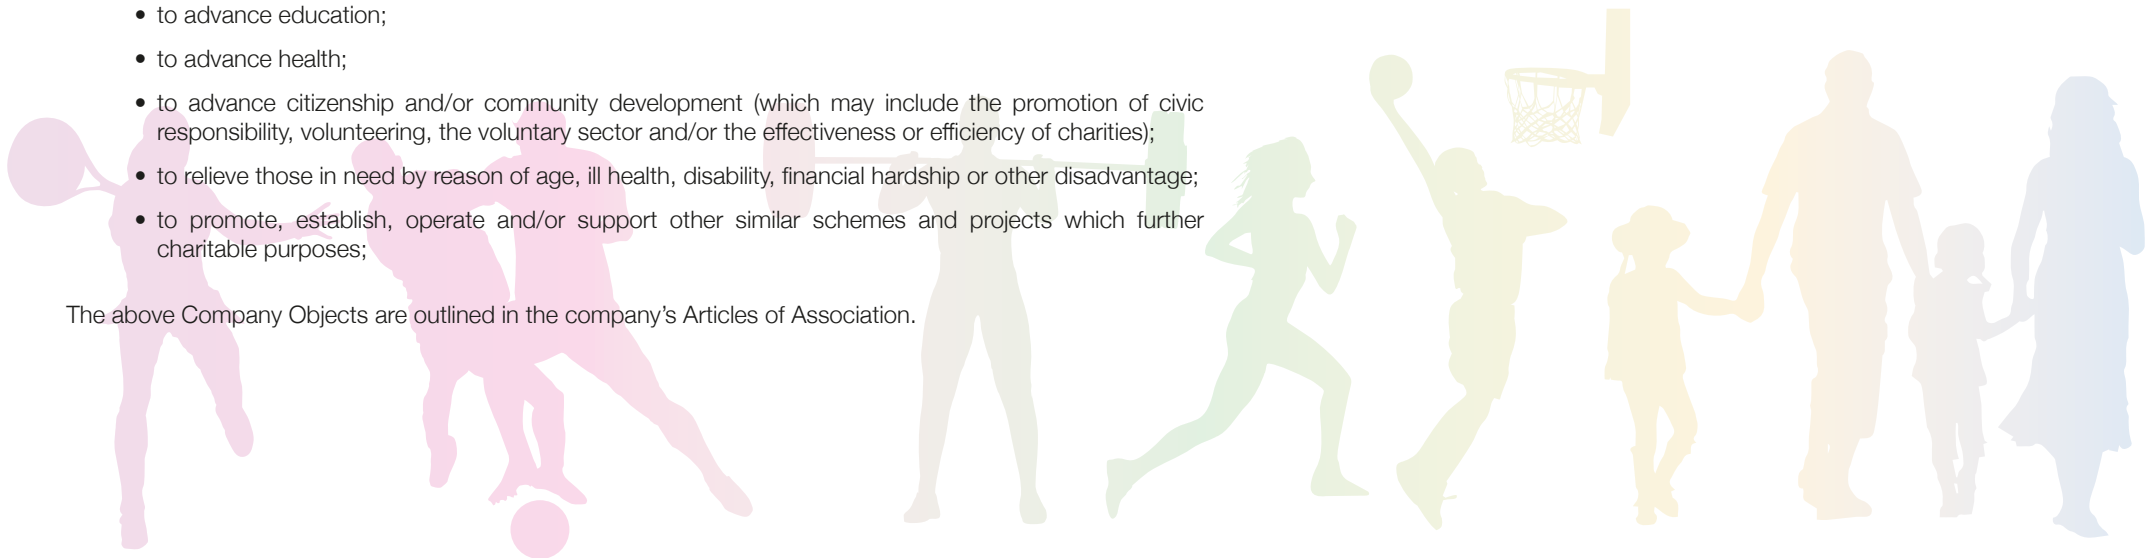 • to advance education;
• to advance health;
• to advance citizenship and/or community development (which may include the promotion of civic
responsibility, volunteering, the voluntary sector and/or the effectiveness or efficiency of charities);
• to relieve those in need by reason of age, ill health, disability, financial hardship or other disadvantage;
• to promote, establish, operate and/or support other similar schemes and projects which further
charitable purposes;
The above Company Objects are outlined in the company’s Articles of Association.